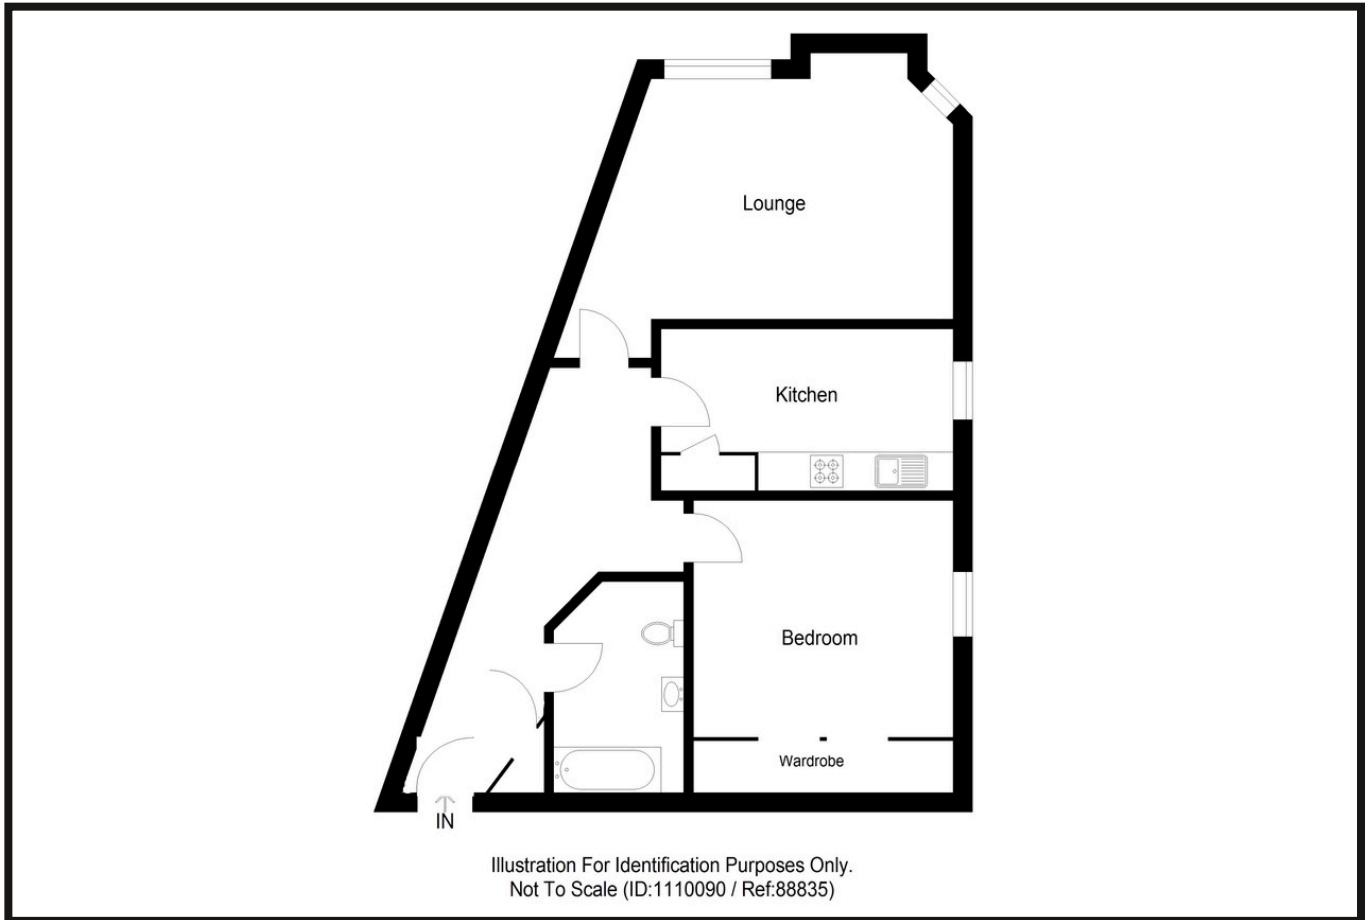 Lounge
Kitchen
Bedroom
Wardrobe
IN
Illustration For Identification Purposes Only.
Not To Scale (ID:1110090 / Ref:88835)